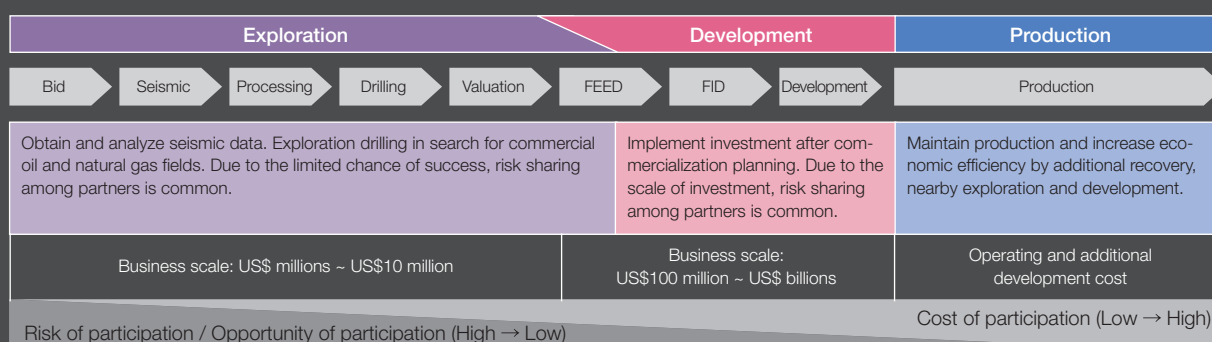 Exploration
Development
Production
Bid
Seismic
Processing
Drilling
Valuation
FEED
FID
Development
Production
Obtain and analyze seismic data. Exploration drilling in search for commercial
oil and natural gas fields. Due to the limited chance of success, risk sharing
among partners is common.
Implement investment after com-
mercialization planning. Due to the
scale of investment, risk sharing
among partners is common.
Maintain production and increase eco-
nomic efficiency by additional recovery,
nearby exploration and development.
Business scale: US$ millions ~ US$10 million
Business scale:
US$100 million ~ US$ billions
Operating and additional
development cost
Risk of participation / Opportunity of participation (High → Low)
Cost of participation (Low → High)